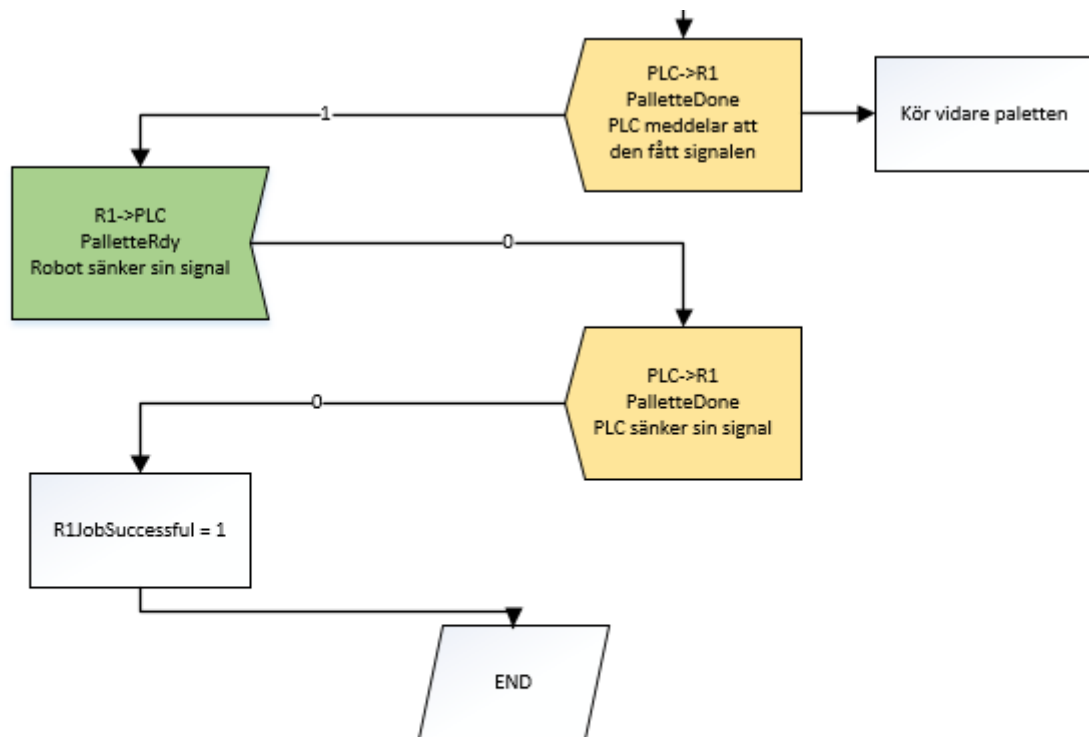 PLC->R1
PalletteDone
PLC meddelar att
den fått signalen
Kör vidare paletten
1
R1->PLC
PalletteRdy
Robot sänker sin signal
0
PLC->R1
PalletteDone
PLC sänker sin signal
0
R1JobSuccessful = 1
END